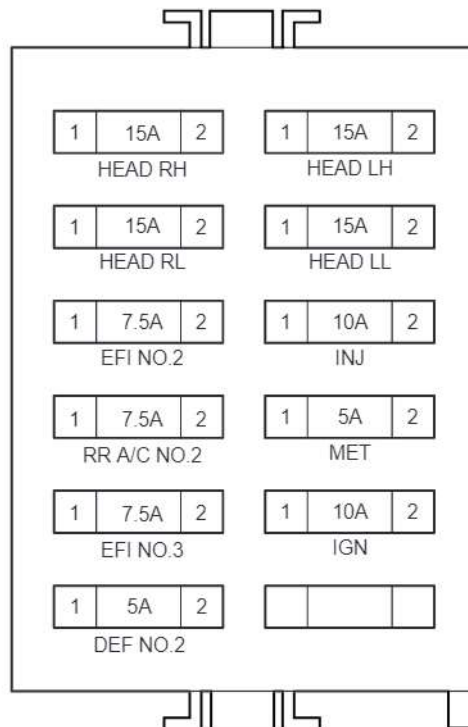 1 15A 2 1 15A 2
HEAD RH HEAD LH
1 15A 2 1 15A 2
HEAD RL HEAD LL
1 7.5A 2 1 10A 2
EFI NO.2 INJ
1 7.5A 2 1 5A 2
RR A/C NO.2 MET
1 7.5A 2 1 10A 2
EFI NO.3 IGN
1 5A 2
DEF NO.2